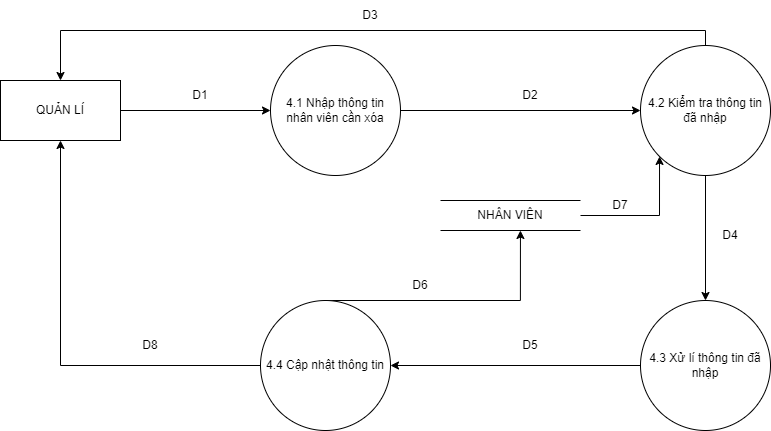 D3
QUẢN LÍ
D1
4.1 Nhập thông tin
nhân viên cần xóa
D2
4.2 Kiểm tra thông tin
đã nhập
NHÂN VIÊN
D7
D4
D6
D8
4.4 Cập nhật thông tin
D5
4.3 Xử lí thông tin đã
nhập